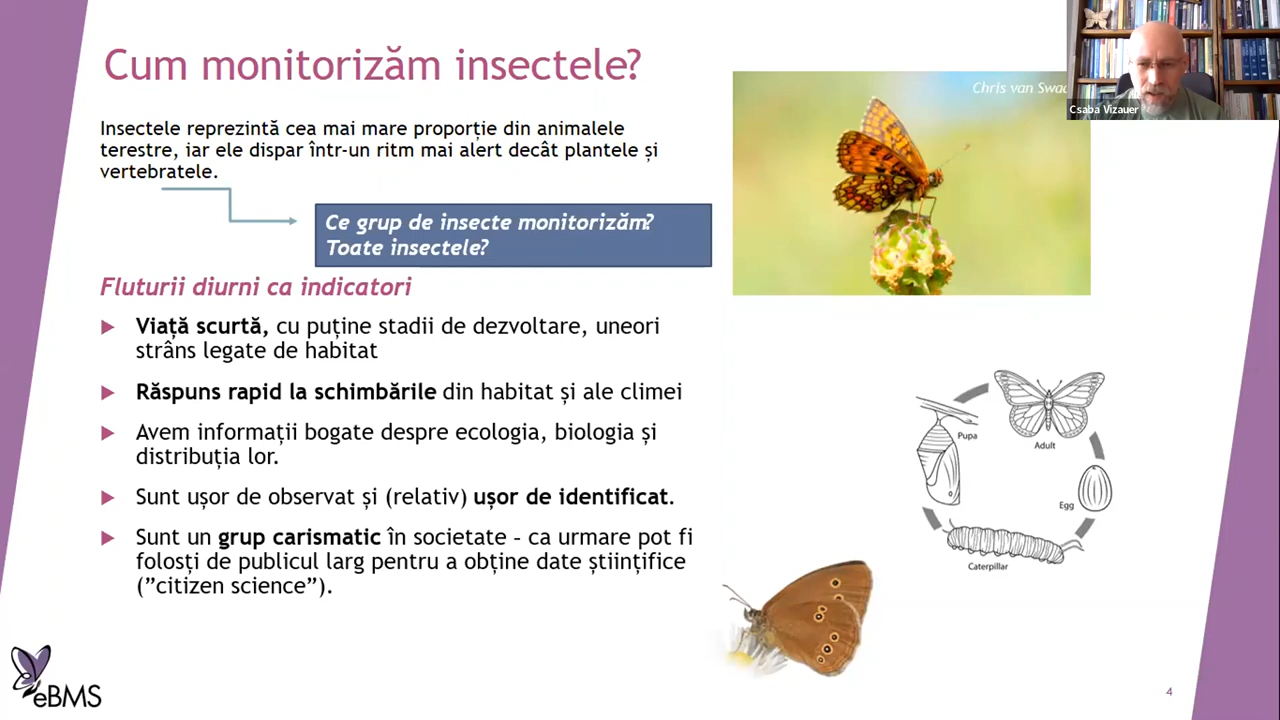 Cum monitorizăm insectele?
Insectele reprezintă cea mai mare proporție din animalele
terestre, iar ele dispar într-un ritm mai alert decât plantele și
vertebratele.
Ce grup de insecte monitorizăm?
Toate insectele?
Fluturii diurni ca indicatori
Viață scurtă, cu puține stadii de dezvoltare, uneori
strâns legate de habitat
Răspuns rapid la schimbările din habitat și ale climei
Avem informații bogate despre ecologia, biologia și
distribuția lor.
Sunt ușor de observat și (relativ) ușor de identificat.
Sunt un grup carismatic în societate – ca urmare pot fi
folosți de publicul larg pentru a obține date științifice
(”citizen science”).
Chris van
Csaba Vizauer
Pupa
Adult
Egg
Caterpillar
eBMS
4